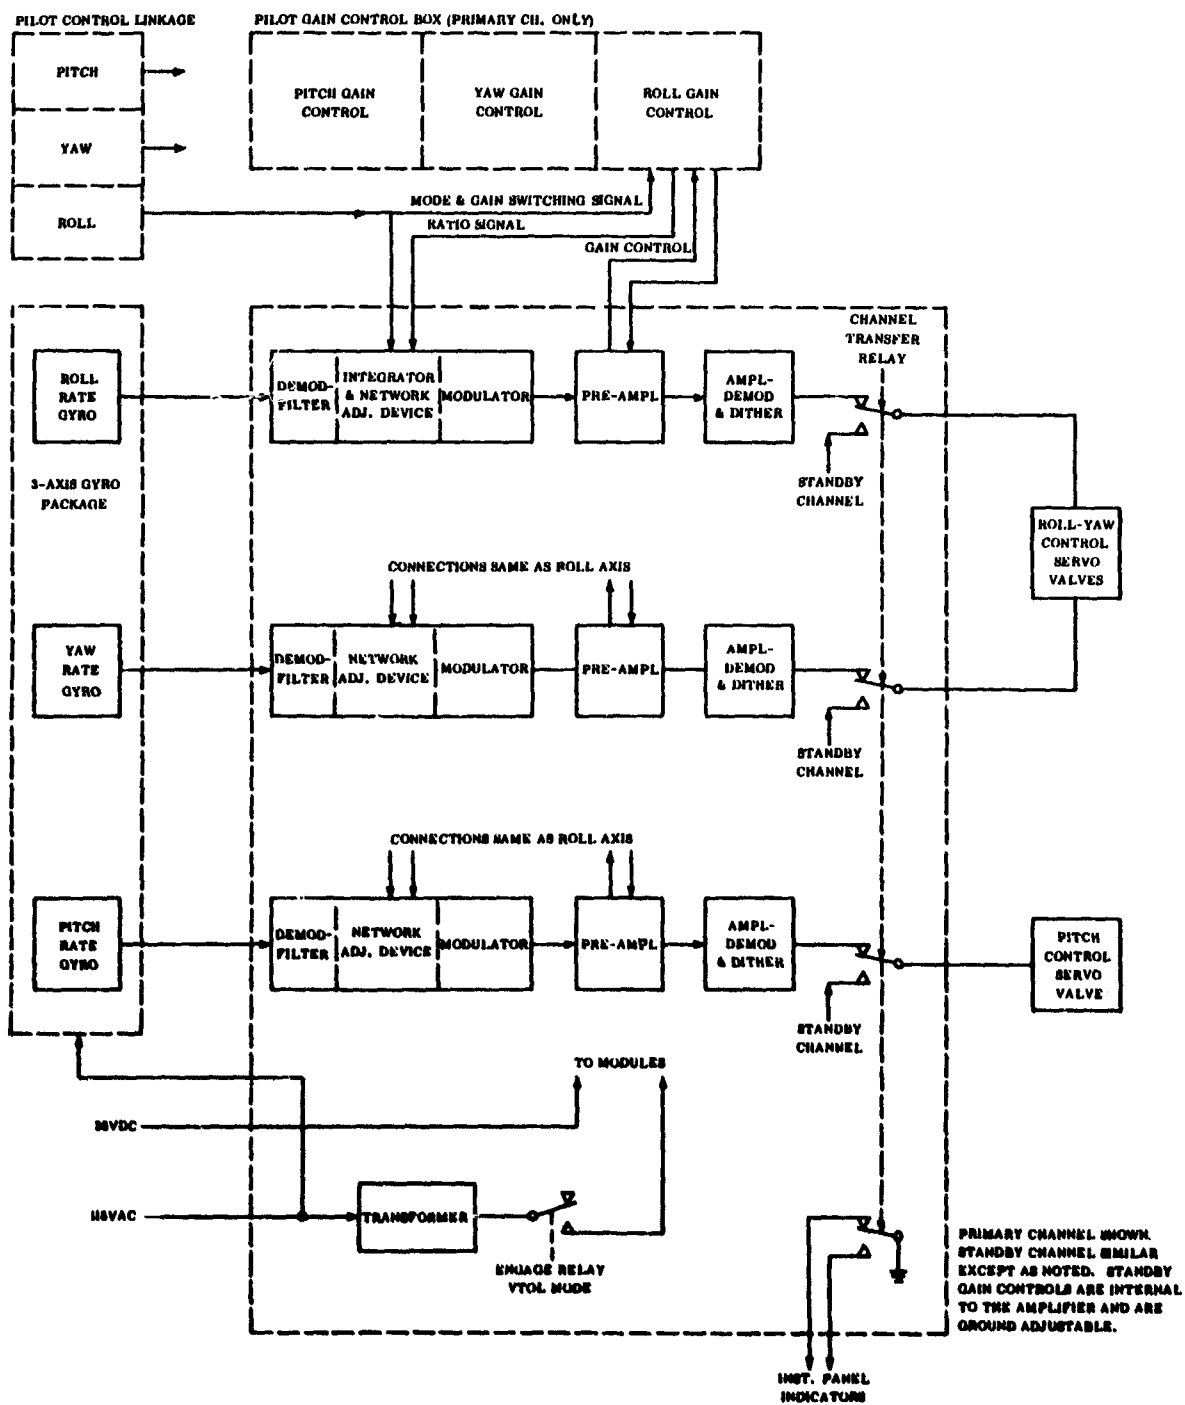 PILOT CONTROL LINKAGE
PITCH
YAW
ROLL
PILOT GAIN CONTROL BOX (PRIMARY CH. ONLY)
PITCH GAIN
CONTROL
YAW GAIN
CONTROL
ROLL GAIN
CONTROL
MODE & GAIN SWITCHING SIGNAL
RATIO SIGNAL
GAIN CONTROL
CHANNEL
TRANSFER
RELAY
ROLL
RATE
GYRO
DEMOD-
FILTER
INTEGRATOR
& NETWORK
ADJ. DEVICE
MODULATOR
PRE-AMPL
AMPL-
DEMOD
& DITHER
STANDBY
CHANNEL
3-AXIS GYRO
PACKAGE
ROLL-YAW
CONTROL
SERVO
VALVES
CONNECTIONS SAME AS ROLL AXIS
YAW
RATE
GYRO
DEMOD-
FILTER
NETWORK
ADJ. DEVICE
MODULATOR
PRE-AMPL
AMPL-
DEMOD
& DITHER
STANDBY
CHANNEL
CONNECTIONS SAME AS ROLL AXIS
PITCH
RATE
GYRO
DEMOD-
FILTER
NETWORK
ADJ. DEVICE
MODULATOR
PRE-AMPL
AMPL-
DEMOD
& DITHER
STANDBY
CHANNEL
PITCH
CONTROL
SERVO
VALVE
TO MODULES
115VAC
TRANSFORMER
ENGAGE RELAY
VTOL MODE
PRIMARY CHANNEL SHOWN.
STANDBY CHANNEL SIMILAR
EXCEPT AS NOTED. STANDBY
GAIN CONTROLS ARE INTERNAL
TO THE AMPLIFIER AND ARE
GROUND ADJUSTABLE.
INST. PANEL
INDICATORS